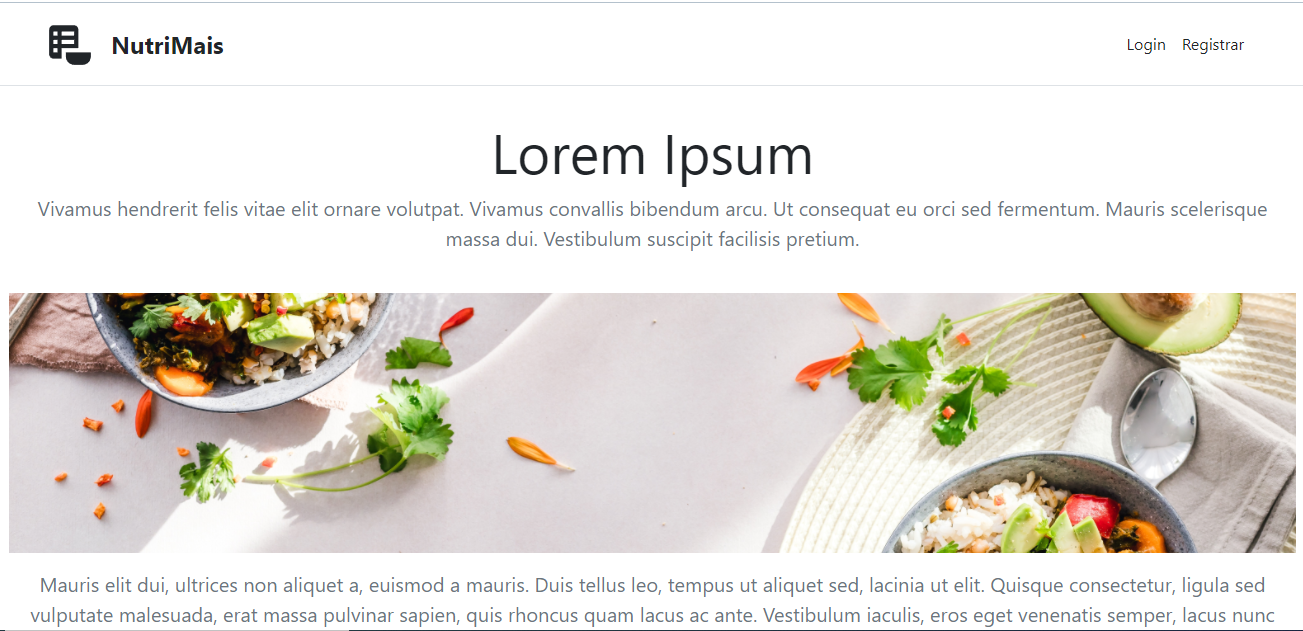 NutriMais
Login Registrar
Lorem Ipsum
Vivamus hendrerit felis vitae elit ornare volutpat. Vivamus convallis bibendum arcu. Ut consequat eu orci sed fermentum. Mauris scelerisque
massa dui. Vestibulum suscipit facilisis pretium.
Mauris elit dui, ultrices non aliquet a, euismod a mauris. Duis tellus leo, tempus ut aliquet sed, lacinia ut elit. Quisque consectetur, ligula sed
vulputate malesuada, erat massa pulvinar sapien, quis rhoncus quam lacus ac ante. Vestibulum iaculis, eros eget venenatis semper, lacus nunc